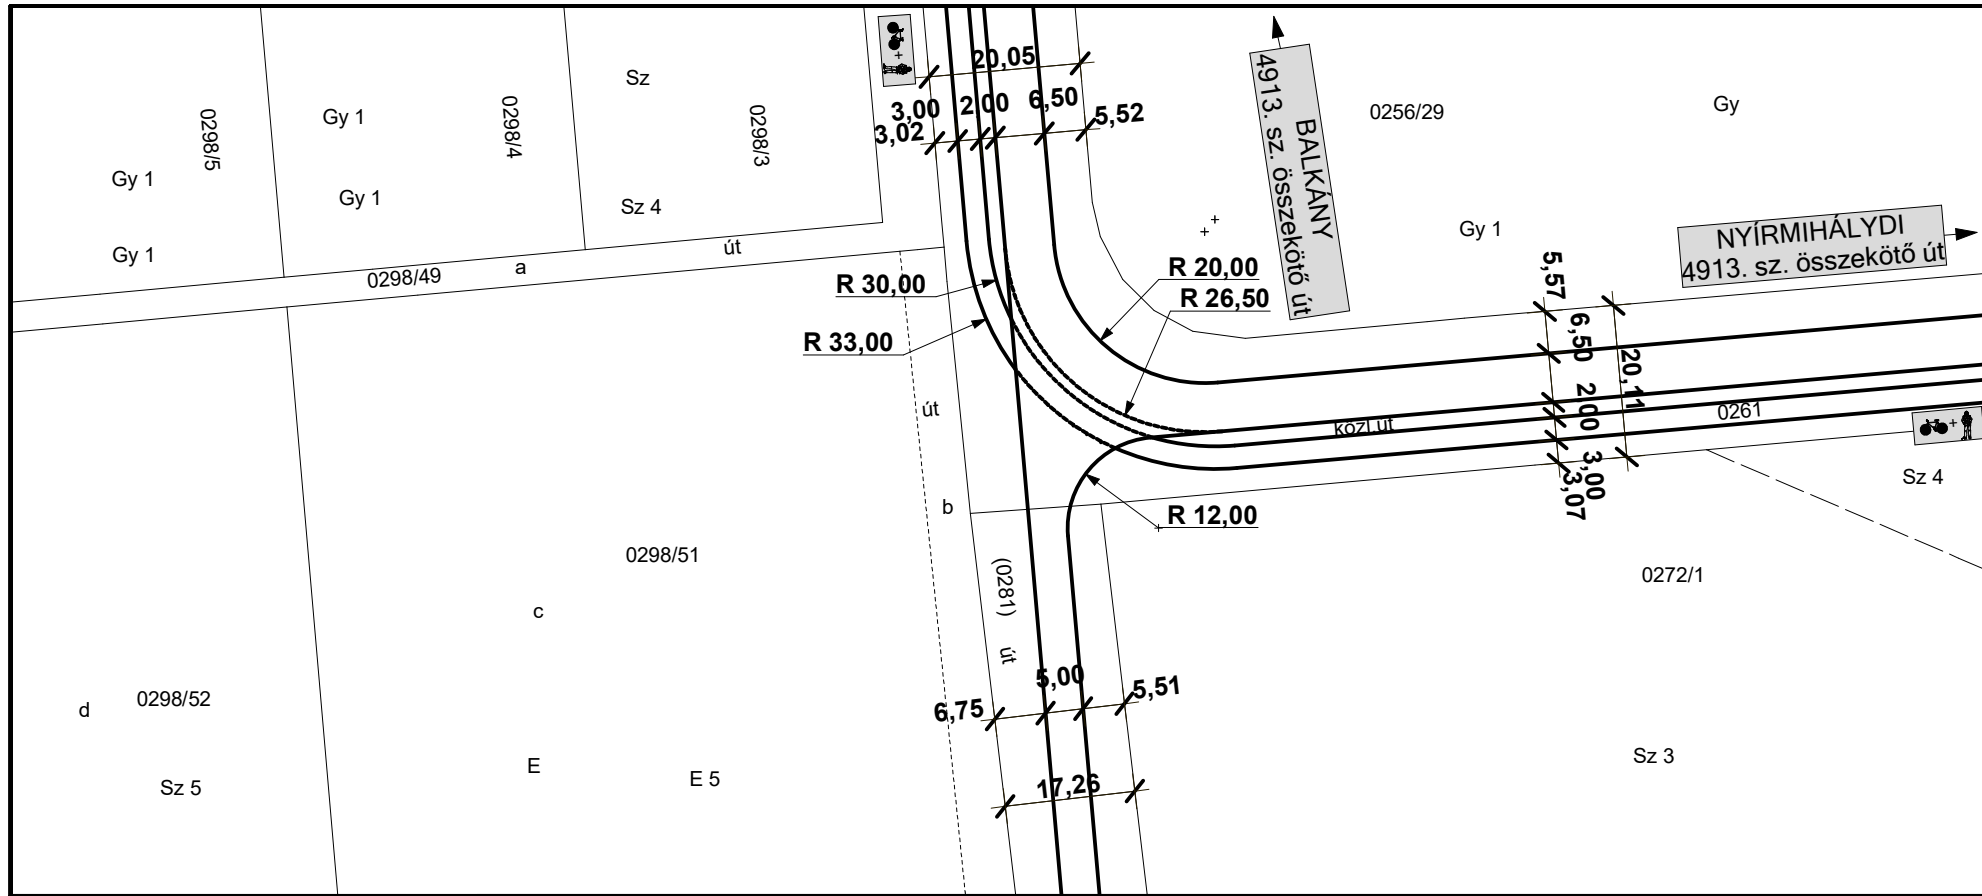 20,05
3,00 2,00 6,50 5,52
3,02
Sz
0298/5
Gy 1
0298/4
0298/3
Gy 1
Gy 1
Sz 4
Gy 1
út
a
0298/49
BALKÁNY
4913. sz. összekötő út
0256/29
Gy
Gy 1
NYÍRMIHÁLYDI
4913. sz. összekötő út
R 20,00
R 26,50
R 30,00
R 33,00
5,57
6,50
2,00
3,00
3,07
20,11
közl.út
0261
Sz 4
út
b
R 12,00
0298/51
(0281)
út
c
0272/1
5,00
5,51
6,75
17,26
0298/52
d
E
E 5
Sz 5
Sz 3
+
+